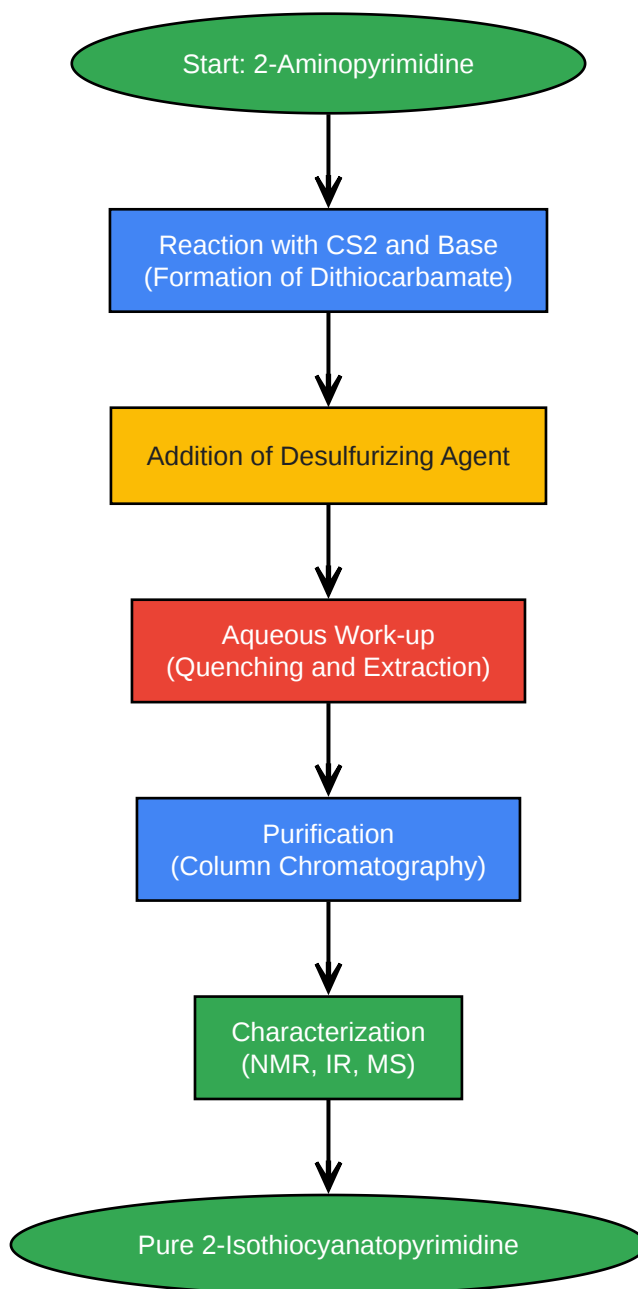 Start: 2-Aminopyrimidine
Reaction with CS2 and Base
(Formation of Dithiocarbamate)
Addition of Desulfurizing Agent
Aqueous Work-up
(Quenching and Extraction)
Purification
(Column Chromatography)
Characterization
(NMR, IR, MS)
Pure 2-Isothiocyanatopyrimidine